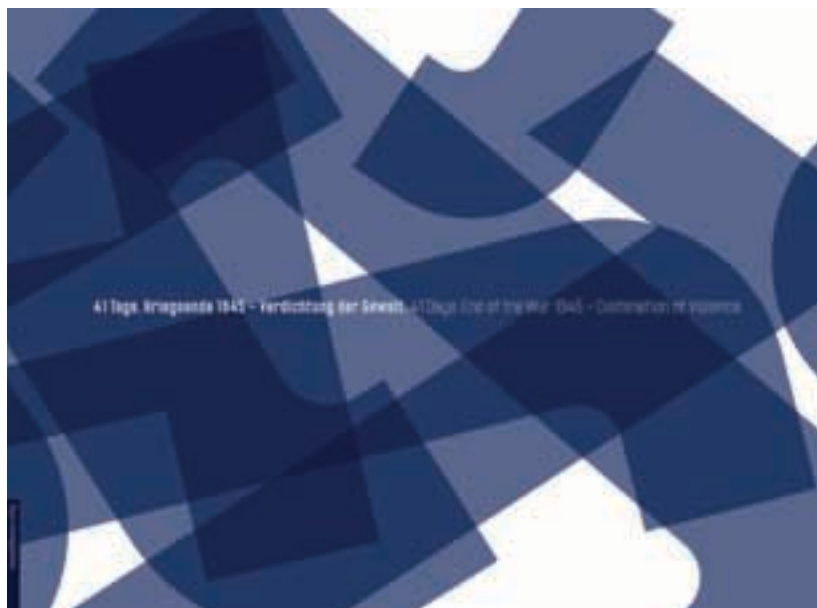 41 Tage. Kriegsende 1945 – Verdichtung der Gewalt. 41 Days. End of the War 1945 – Culmination of Violence